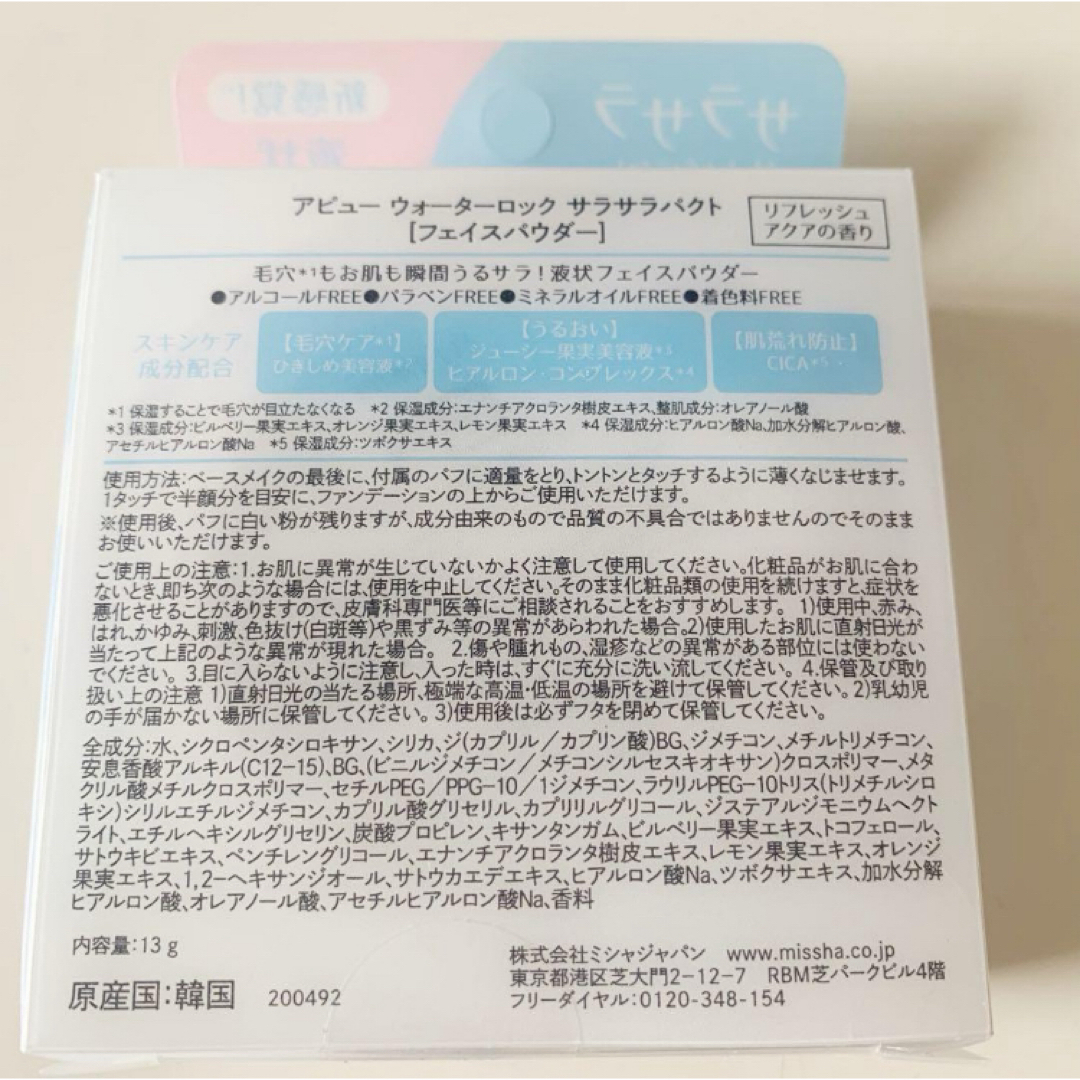 新感覚!
液状
サラサラ
アピュー ウォーターロック サラサラパクト
[フェイスパウダー]
リフレッシュ
アクアの香り
毛穴*1もお肌も瞬間うるサラ!液状フェイスパウダー
●アルコールFREE●パラベンFREE●ミネラルオイルFREE●着色料FREE
スキンケア
成分配合
【毛穴ケア*1】
ひきしめ美容液*2
【うるおい】
ジューシー果実美容液*3
ヒアルロン・コンプレックス*4
【肌荒れ防止】
CICA*5
*1 保湿することで毛穴が目立たなくなる *2 保湿成分:エナンチアクロランタ樹皮エキス、整肌成分:オレアノール酸
*3 保湿成分:ビルベリー果実エキス、オレンジ果実エキス、レモン果実エキス *4 保湿成分:ヒアルロン酸Na、加水分解ヒアルロン酸、
アセチルヒアルロン酸Na *5 保湿成分:ツボクサエキス
使用方法:ベースメイクの最後に、付属のパフに適量をとり、トントンとタッチするように薄くなじませます。
1タッチで半顔分を目安に、ファンデーションの上からご使用いただけます。
※使用後、パフに白い粉が残りますが、成分由来のもので品質の不具合ではありませんのでそのまま
お使いいただけます。
ご使用上の注意:1.お肌に異常が生じていないかよく注意して使用してください。化粧品がお肌に合わ
ないとき、即ち次のような場合には、使用を中止してください。そのまま化粧品類の使用を続けますと、症状を
悪化させることがありますので、皮膚科専門医等にご相談されることをおすすめします。 1)使用中、赤み、
はれ、かゆみ、刺激、色抜け(白斑等)や黒ずみ等の異常があらわれた場合。2)使用したお肌に直射日光が
当たって上記のような異常が現れた場合。 2.傷や腫れもの、湿疹などの異常がある部位には使わない
でください。 3.目に入らないように注意し、入った時は、すぐに充分に洗い流してください。 4.保管及び取り
扱い上の注意 1)直射日光の当たる場所、極端な高温・低温の場所を避けて保管してください。2)乳幼児
の手が届かない場所に保管してください。3)使用後は必ずフタを閉めて保管してください。
全成分:水、シクロペンタシロキサン、シリカ、ジ(カプリル/カプリン酸)BG、ジメチコン、メチルトリメチコン、
安息香酸アルキル(C12-15)、BG、(ビニルジメチコン/メチコンシルセスキオキサン)クロスポリマー、メタ
クリル酸メチルクロスポリマー、セチルPEG/PPG-10/1ジメチコン、ラウリルPEG-10トリス(トリメチルシロ
キシ)シリルエチルジメチコン、カプリル酸グリセリル、カプリリルグリコール、ジステアルジモニウムヘクト
ライト、エチルヘキシルグリセリン、炭酸プロピレン、キサンタンガム、ビルベリー果実エキス、トコフェロール、
サトウキビエキス、ペンチレングリコール、エナンチアクロランタ樹皮エキス、レモン果実エキス、オレンジ
果実エキス、1,2-ヘキサンジオール、サトウカエデエキス、ヒアルロン酸Na、ツボクサエキス、加水分解
ヒアルロン酸、オレアノール酸、アセチルヒアルロン酸Na、香料
内容量:13 g
原産国:韓国 200492
株式会社ミシャジャパン www.missha.co.jp
東京都港区芝大門2-12-7 RBM芝パークビル4階
フリーダイヤル:0120-348-154